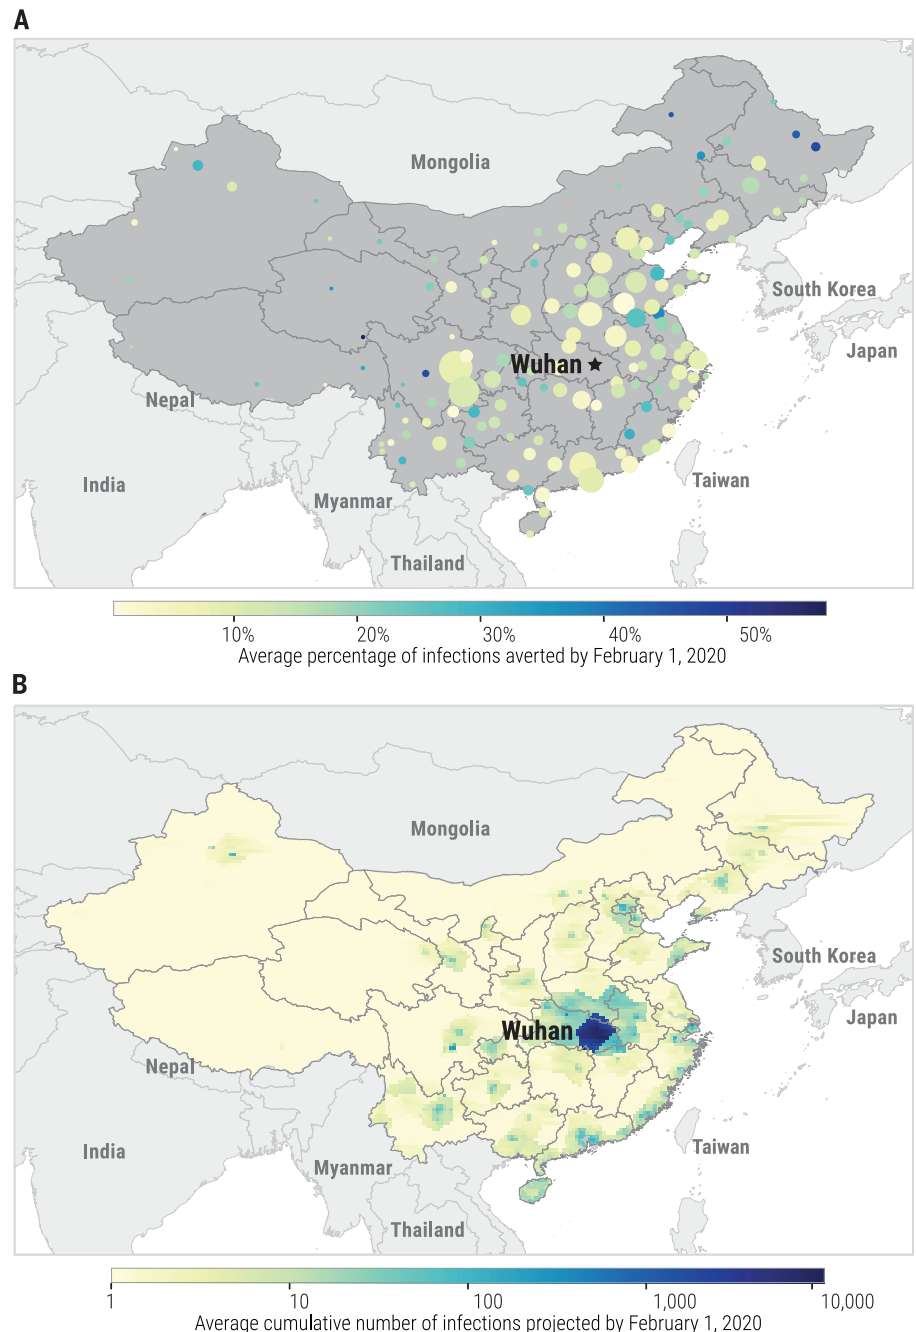 A
Mongolia
South Korea
Japan
Wuhan
Nepal
India
Taiwan
Myanmar
Thailand
10% 20% 30% 40% 50%
Average percentage of infections averted by February 1, 2020
B
Mongolia
South Korea
Japan
Wuhan
Nepal
India
Taiwan
Myanmar
Thailand
1 10 100 1,000 10,000
Average cumulative number of infections projected by February 1, 2020